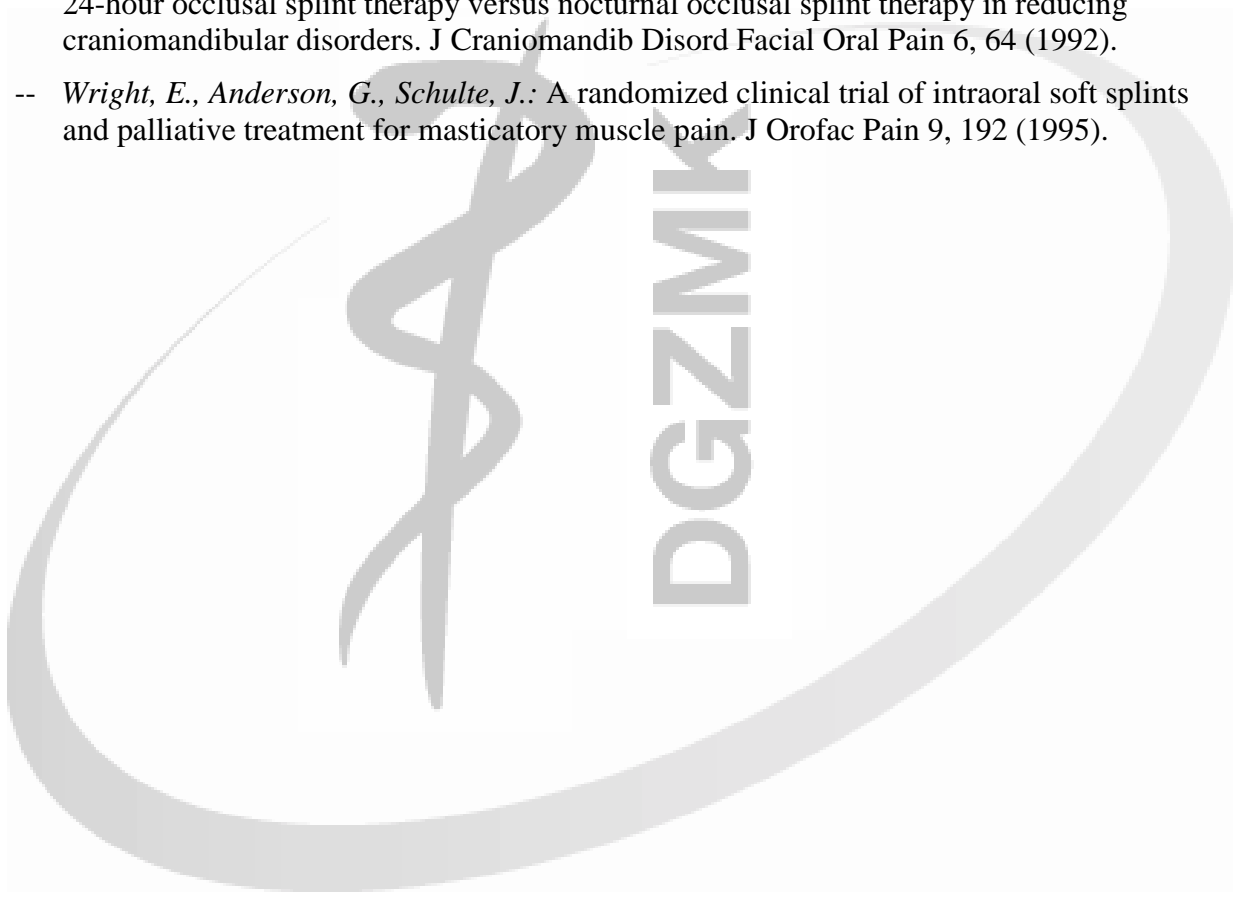 24-hour occlusal splint therapy versus nocturnal occlusal splint therapy in reducing
craniomandibular disorders. J Craniomandib Disord Facial Oral Pain 6, 64 (1992).
-- Wright, E., Anderson, G., Schulte, J.: A randomized clinical trial of intraoral soft splints
and palliative treatment for masticatory muscle pain. J Orofac Pain 9, 192 (1995).
DGZMK